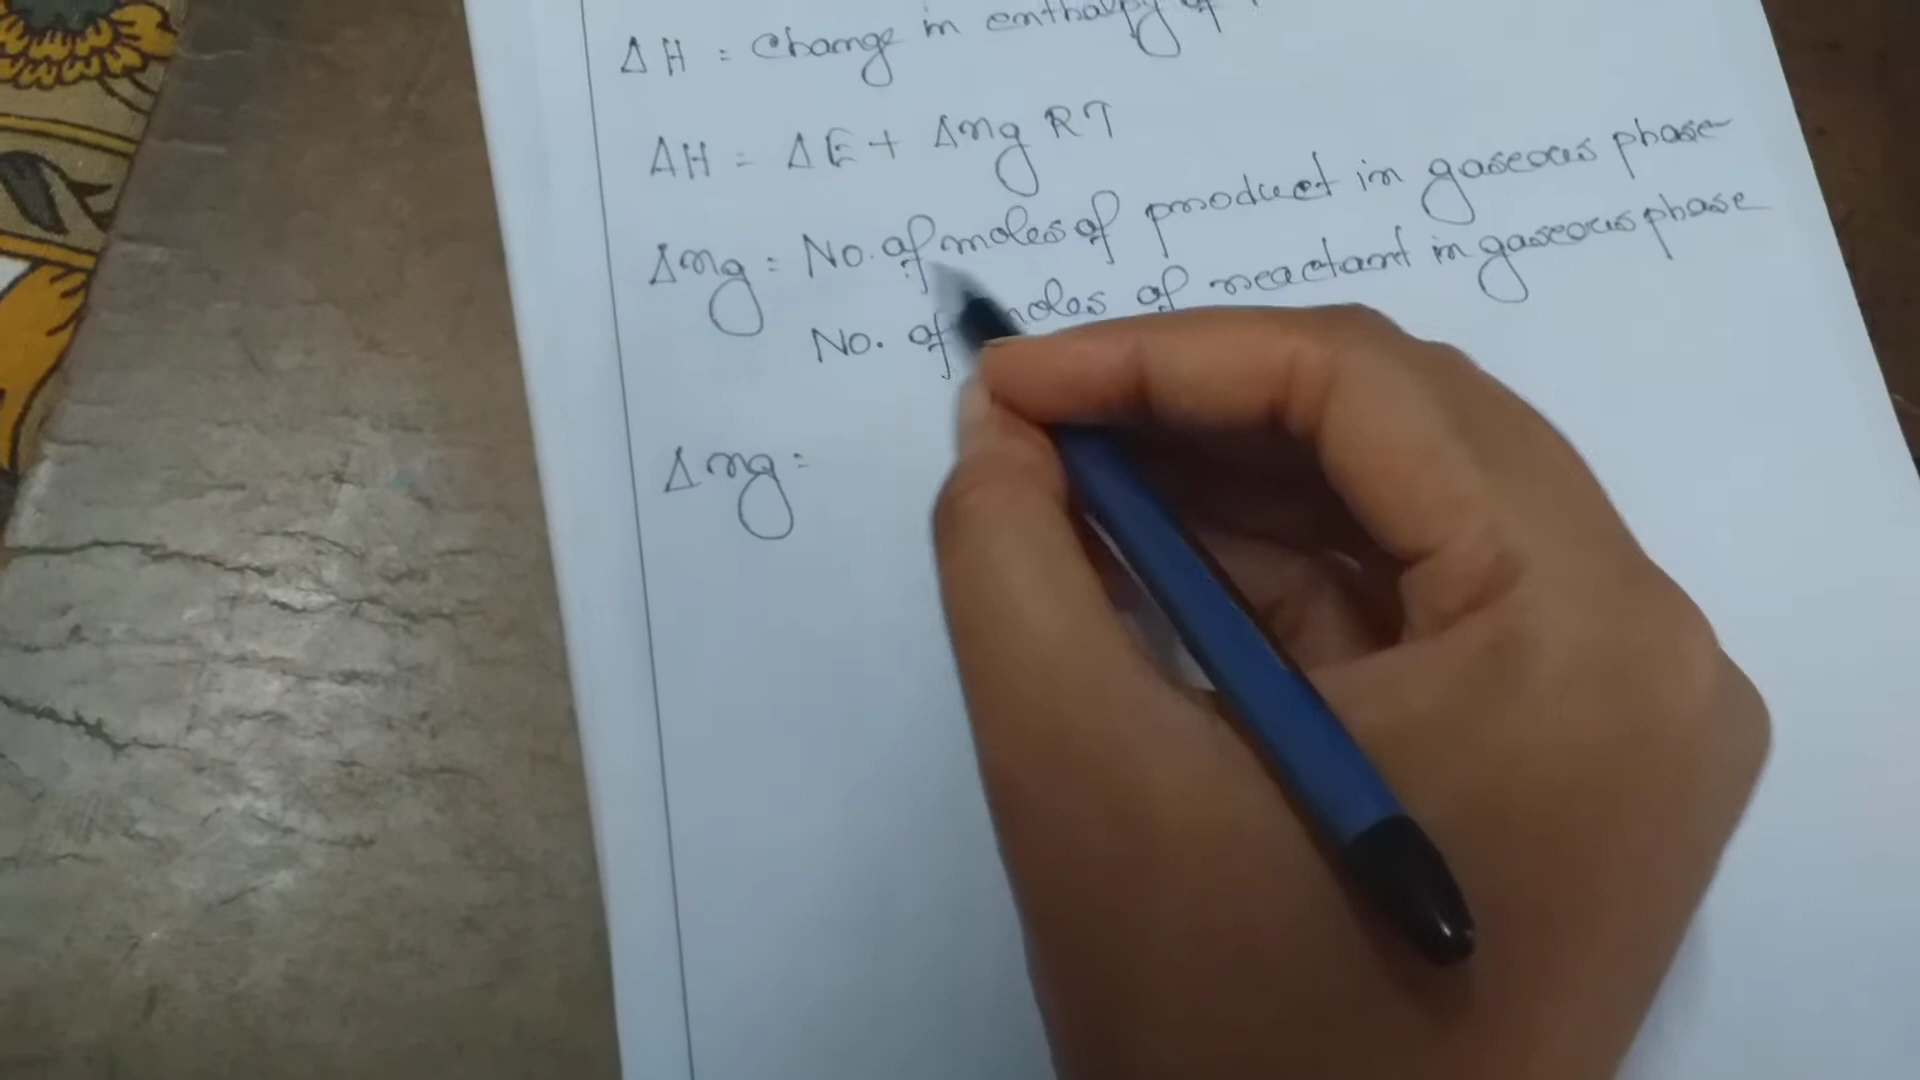 ΔH = Change in enthalpy of
ΔH = ΔE + Δng RT
Δng = No. of moles of product in gaseous phase
No. of moles of reactant in gaseous phase
Δng =